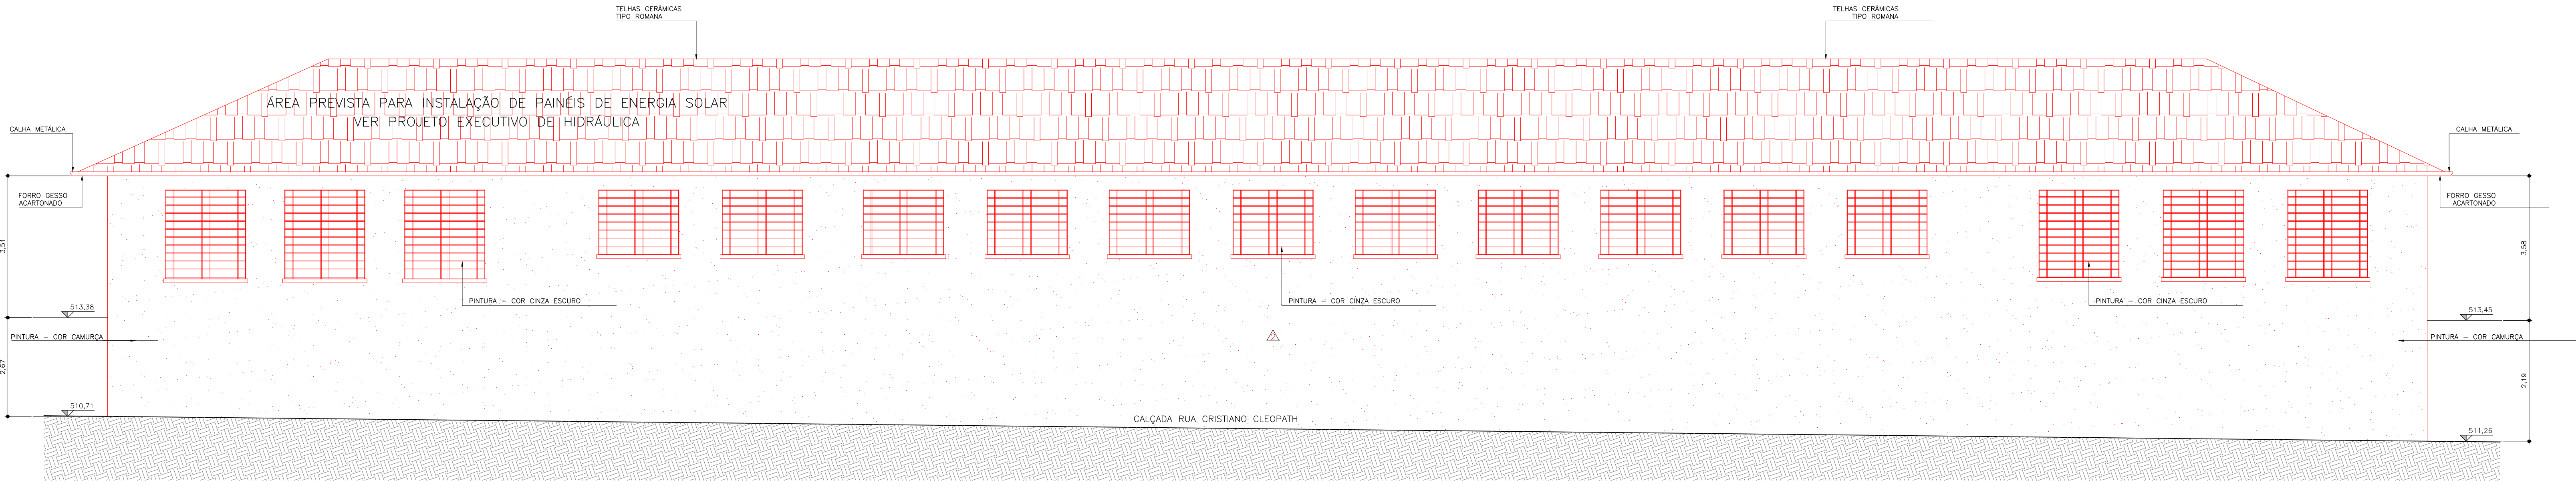 TELHAS CERÂMICAS
TIPO ROMANA
TELHAS CERÂMICAS
TIPO ROMANA
ÁREA PREVISTA PARA INSTALAÇÃO DE PAINÉIS DE ENERGIA SOLAR
VER PROJETO EXECUTIVO DE HIDRÁULICA
CALHA METÁLICA
CALHA METÁLICA
FORRO GESSO
ACARTONADO
FORRO GESSO
ACARTONADO
3,51
3,58
PINTURA – COR CINZA ESCURO
PINTURA – COR CINZA ESCURO
PINTURA – COR CINZA ESCURO
513,38
513,45
PINTURA – COR CAMURÇA
2
PINTURA – COR CAMURÇA
2,67
2,19
510,71
CALÇADA RUA CRISTIANO CLEOPATH
511,26